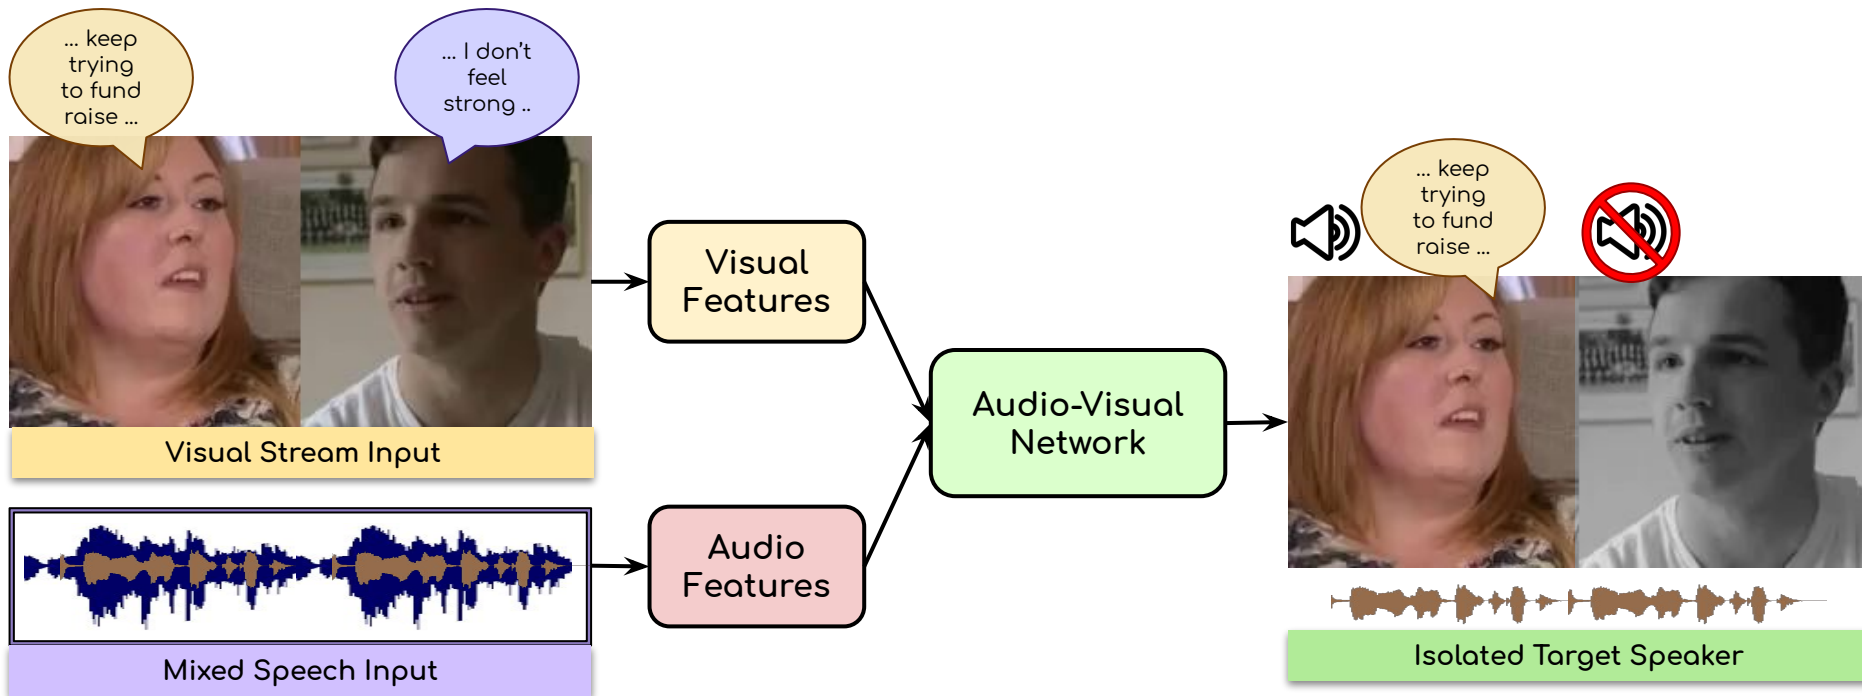 ... keep
trying
to fund
raise ...
... I don't
feel
strong ..
Visual Stream Input
Mixed Speech Input
Visual
Features
Audio
Features
Audio-Visual
Network
... keep
trying
to fund
raise ...
Isolated Target Speaker